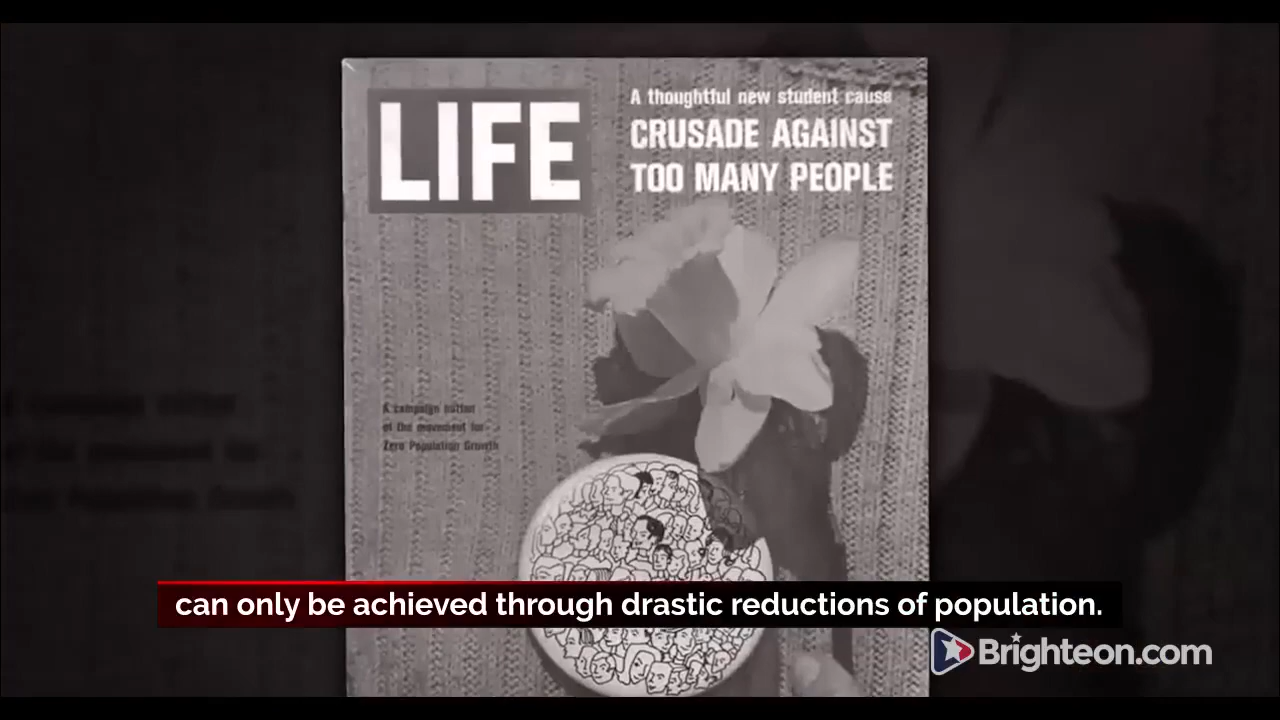 LIFE
A thoughtful new student cause
CRUSADE AGAINST
TOO MANY PEOPLE
A campaign button
of the movement for
Zero Population Growth
can only be achieved through drastic reductions of population.
Brighteon.com